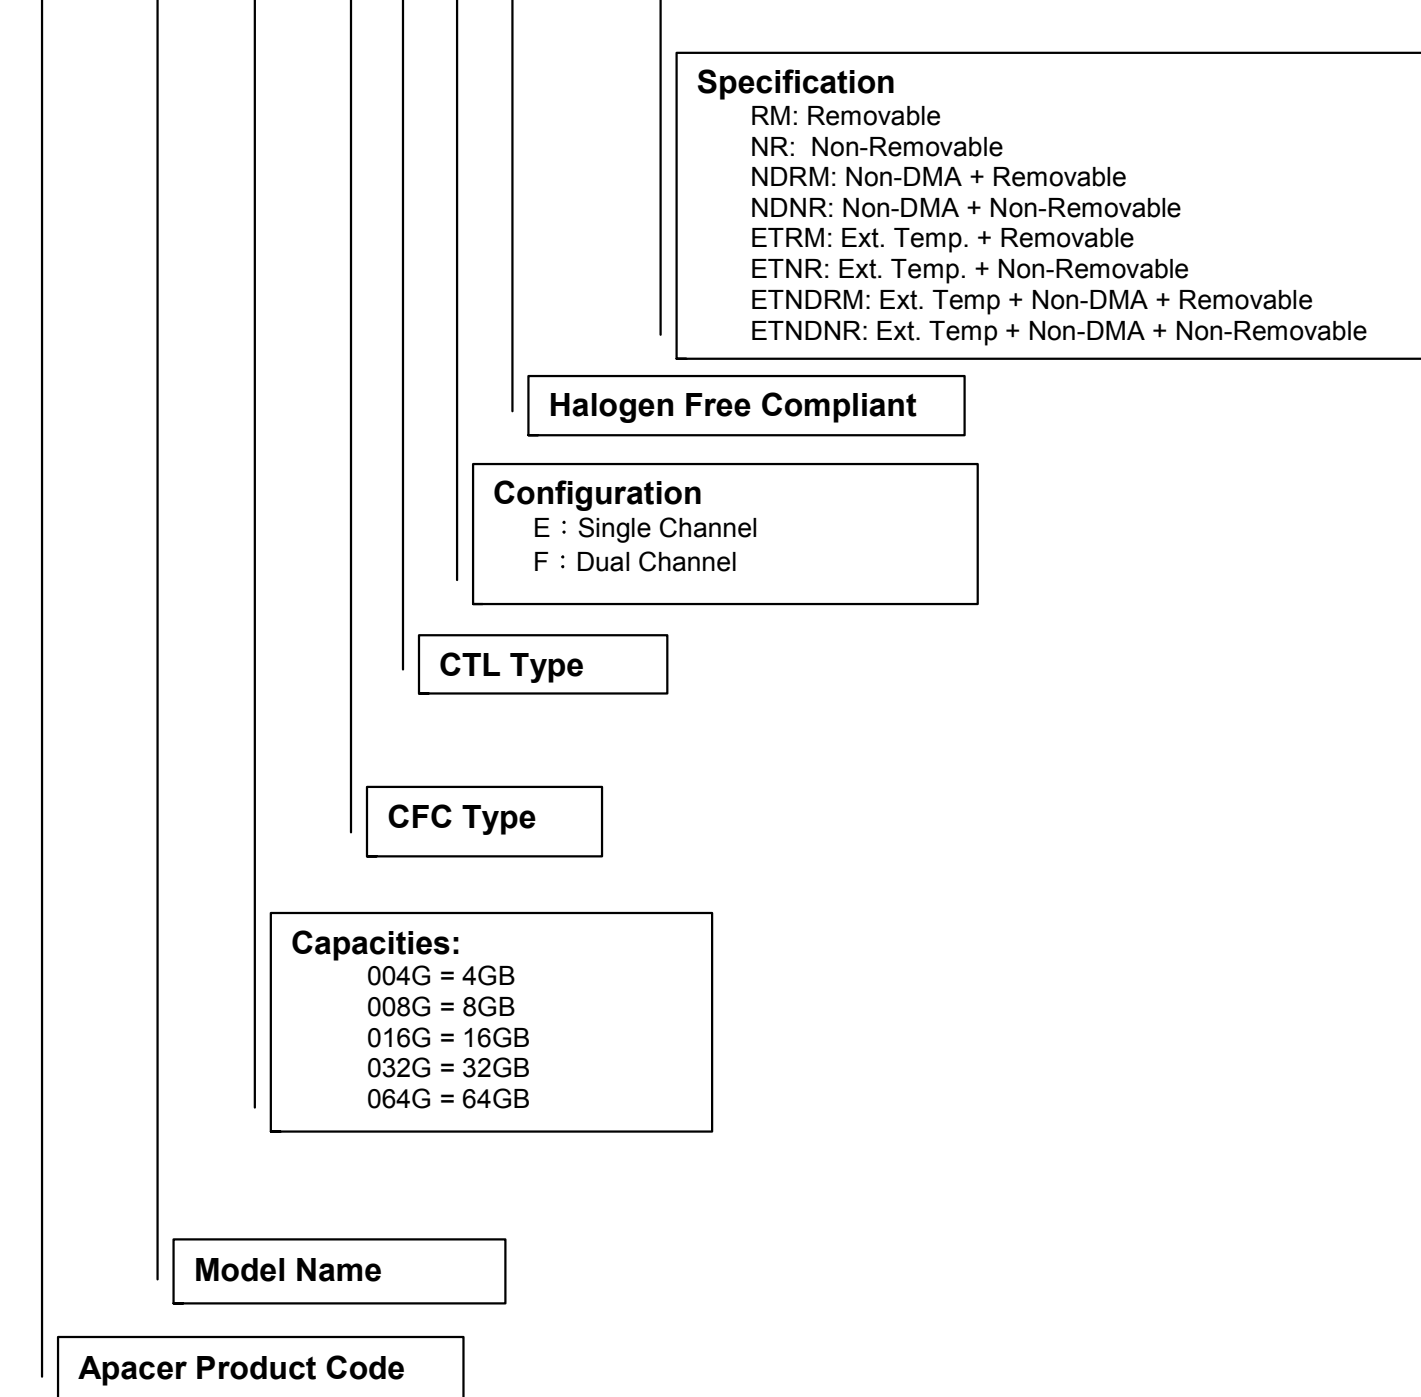 Specification
RM: Removable
NR: Non-Removable
NDRM: Non-DMA + Removable
NDNR: Non-DMA + Non-Removable
ETRM: Ext. Temp. + Removable
ETNR: Ext. Temp. + Non-Removable
ETNDRM: Ext. Temp + Non-DMA + Removable
ETNDNR: Ext. Temp + Non-DMA + Non-Removable
Halogen Free Compliant
Configuration
E：Single Channel
F：Dual Channel
CTL Type
CFC Type
Capacities:
004G = 4GB
008G = 8GB
016G = 16GB
032G = 32GB
064G = 64GB
Model Name
Apacer Product Code